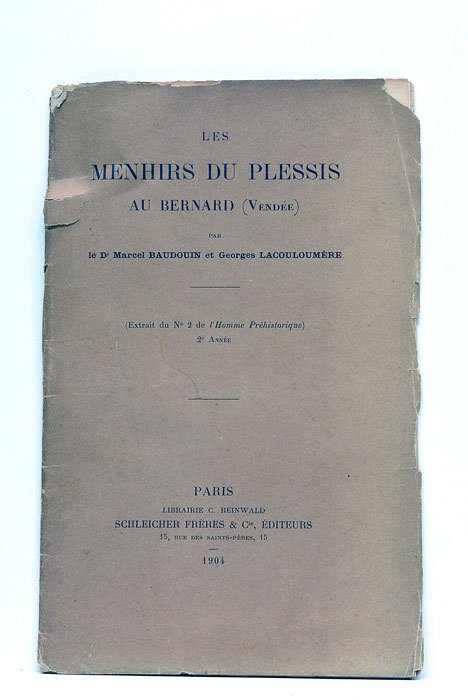 LES
MENHIRS DU PLESSIS
AU BERNARD (VENDÉE)
PAR
le Dr Marcel BAUDOUIN et Georges LACOULOUMÈRE
(Extrait du No 2 de l'Homme Préhistorique)
2e ANNÉE
PARIS
LIBRAIRIE C. REINWALD
SCHLEICHER FRÈRES & Cie, ÉDITEURS
15, RUE DES SAINTS-PÈRES, 15
1904